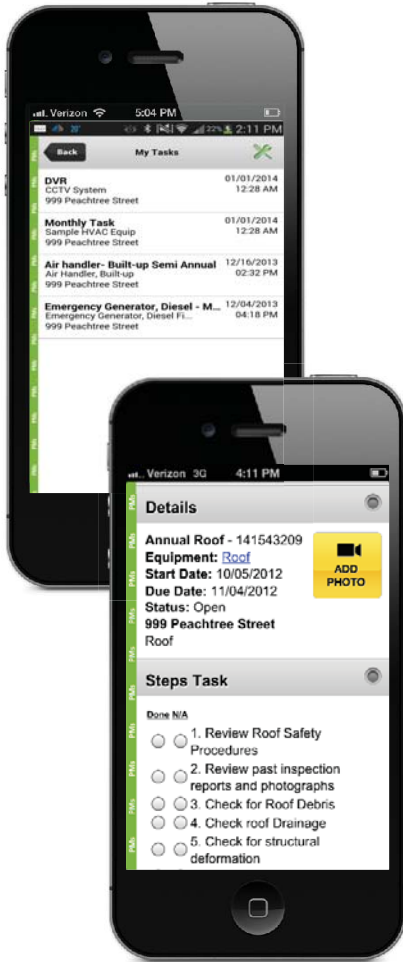 Verizon 5:04 PM
20° 22% 2:11 PM
Back My Tasks
DVR 01/01/2014
CCTV System 12:28 AM
999 Peachtree Street
Monthly Task 01/01/2014
Sample HVAC Equip 12:28 AM
999 Peachtree Street
Air handler- Built-up Semi Annual 12/16/2013
Air Handler, Built-up 02:32 PM
999 Peachtree Street
Emergency Generator, Diesel - M... 12/04/2013
Emergency Generator, Diesel Fi... 04:18 PM
999 Peachtree Street
PMs
Verizon 3G 4:11 PM
Details
Annual Roof - 141543209
Equipment: Roof
Start Date: 10/05/2012
Due Date: 11/04/2012
Status: Open
999 Peachtree Street
Roof
ADD
PHOTO
Steps Task
Done N/A
1. Review Roof Safety
Procedures
2. Review past inspection
reports and photographs
3. Check for Roof Debris
4. Check roof Drainage
5. Check for structural
deformation
PMs